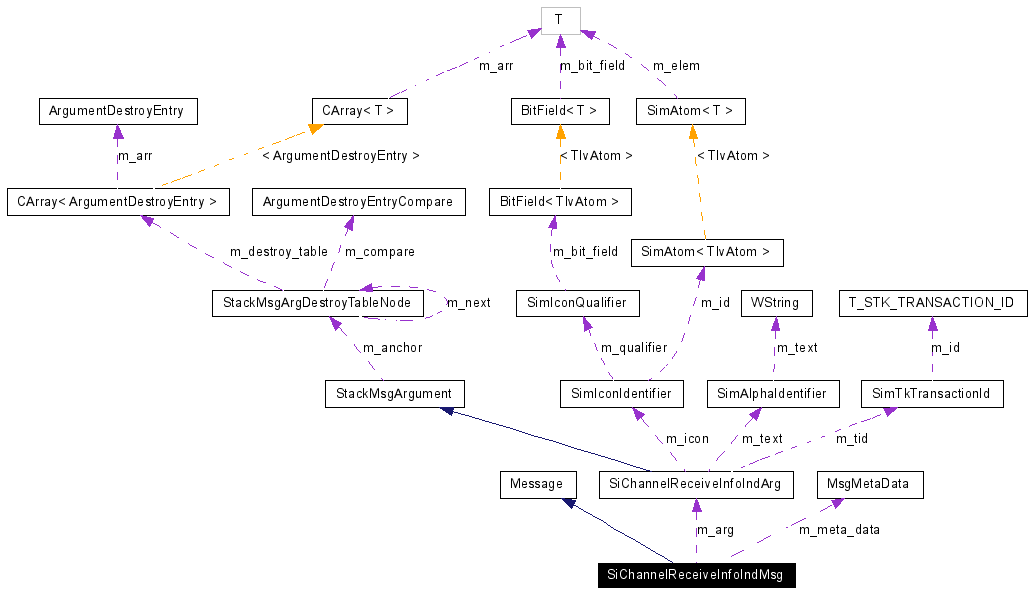 T
m_arr
m_bit_field
m_elem
ArgumentDestroyEntry
CArray< T >
BitField< T >
SimAtom< T >
m_arr
< ArgumentDestroyEntry >
< TlvAtom >
< TlvAtom >
CArray< ArgumentDestroyEntry >
ArgumentDestroyEntryCompare
BitField< TlvAtom >
m_destroy_table
m_compare
m_bit_field
SimAtom< TlvAtom >
StackMsgArgDestroyTableNode
m_next
SimIconQualifier
m_id
WString
T_STK_TRANSACTION_ID
m_anchor
m_qualifier
m_text
m_id
StackMsgArgument
SimIconIdentifier
SimAlphaIdentifier
SimTkTransactionId
m_icon
m_text
m_tid
Message
SiChannelReceiveInfoIndArg
MsgMetaData
m_arg
m_meta_data
SiChannelReceiveInfoIndMsg